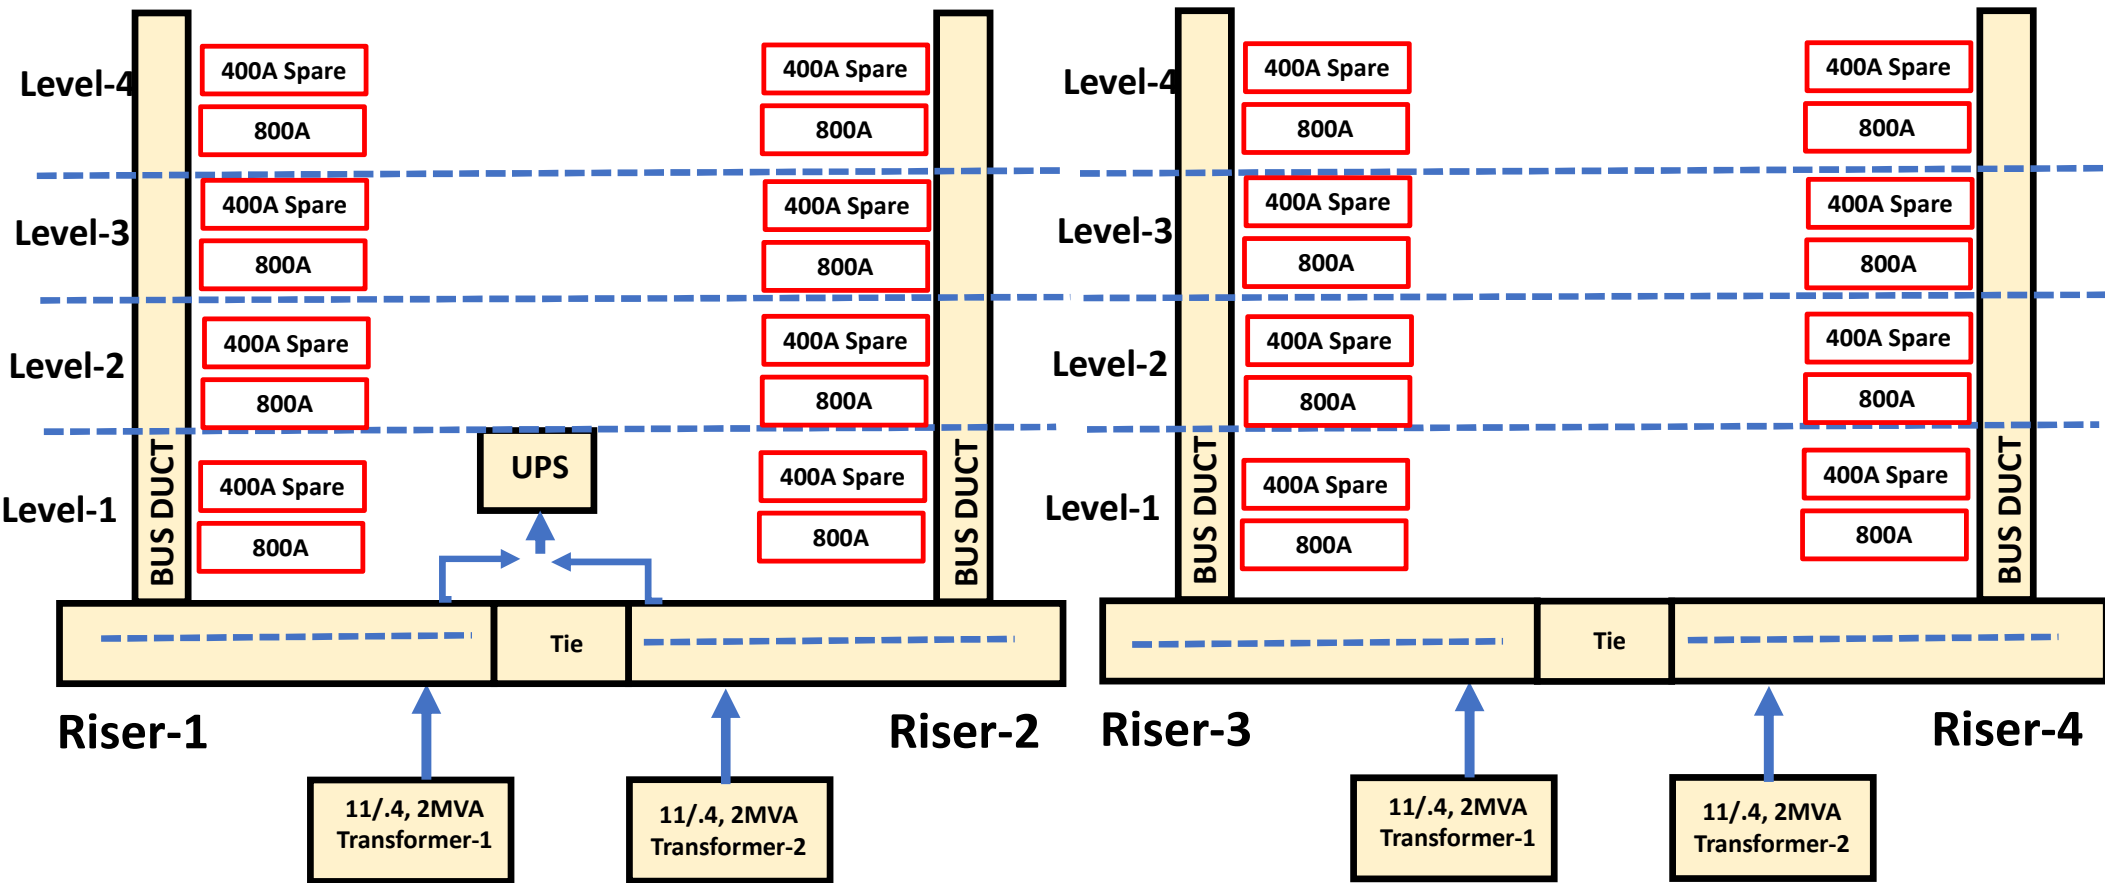 Level-4
400A Spare
800A
400A Spare
800A
Level-3
400A Spare
800A
400A Spare
800A
Level-2
400A Spare
800A
400A Spare
800A
Level-1
400A Spare
800A
UPS
400A Spare
800A
BUS DUCT
BUS DUCT
Tie
Riser-1
Riser-2
11/.4, 2MVA
Transformer-1
11/.4, 2MVA
Transformer-2
Level-4
400A Spare
800A
400A Spare
800A
Level-3
400A Spare
800A
400A Spare
800A
Level-2
400A Spare
800A
400A Spare
800A
Level-1
400A Spare
800A
400A Spare
800A
BUS DUCT
BUS DUCT
Tie
Riser-3
Riser-4
11/.4, 2MVA
Transformer-1
11/.4, 2MVA
Transformer-2